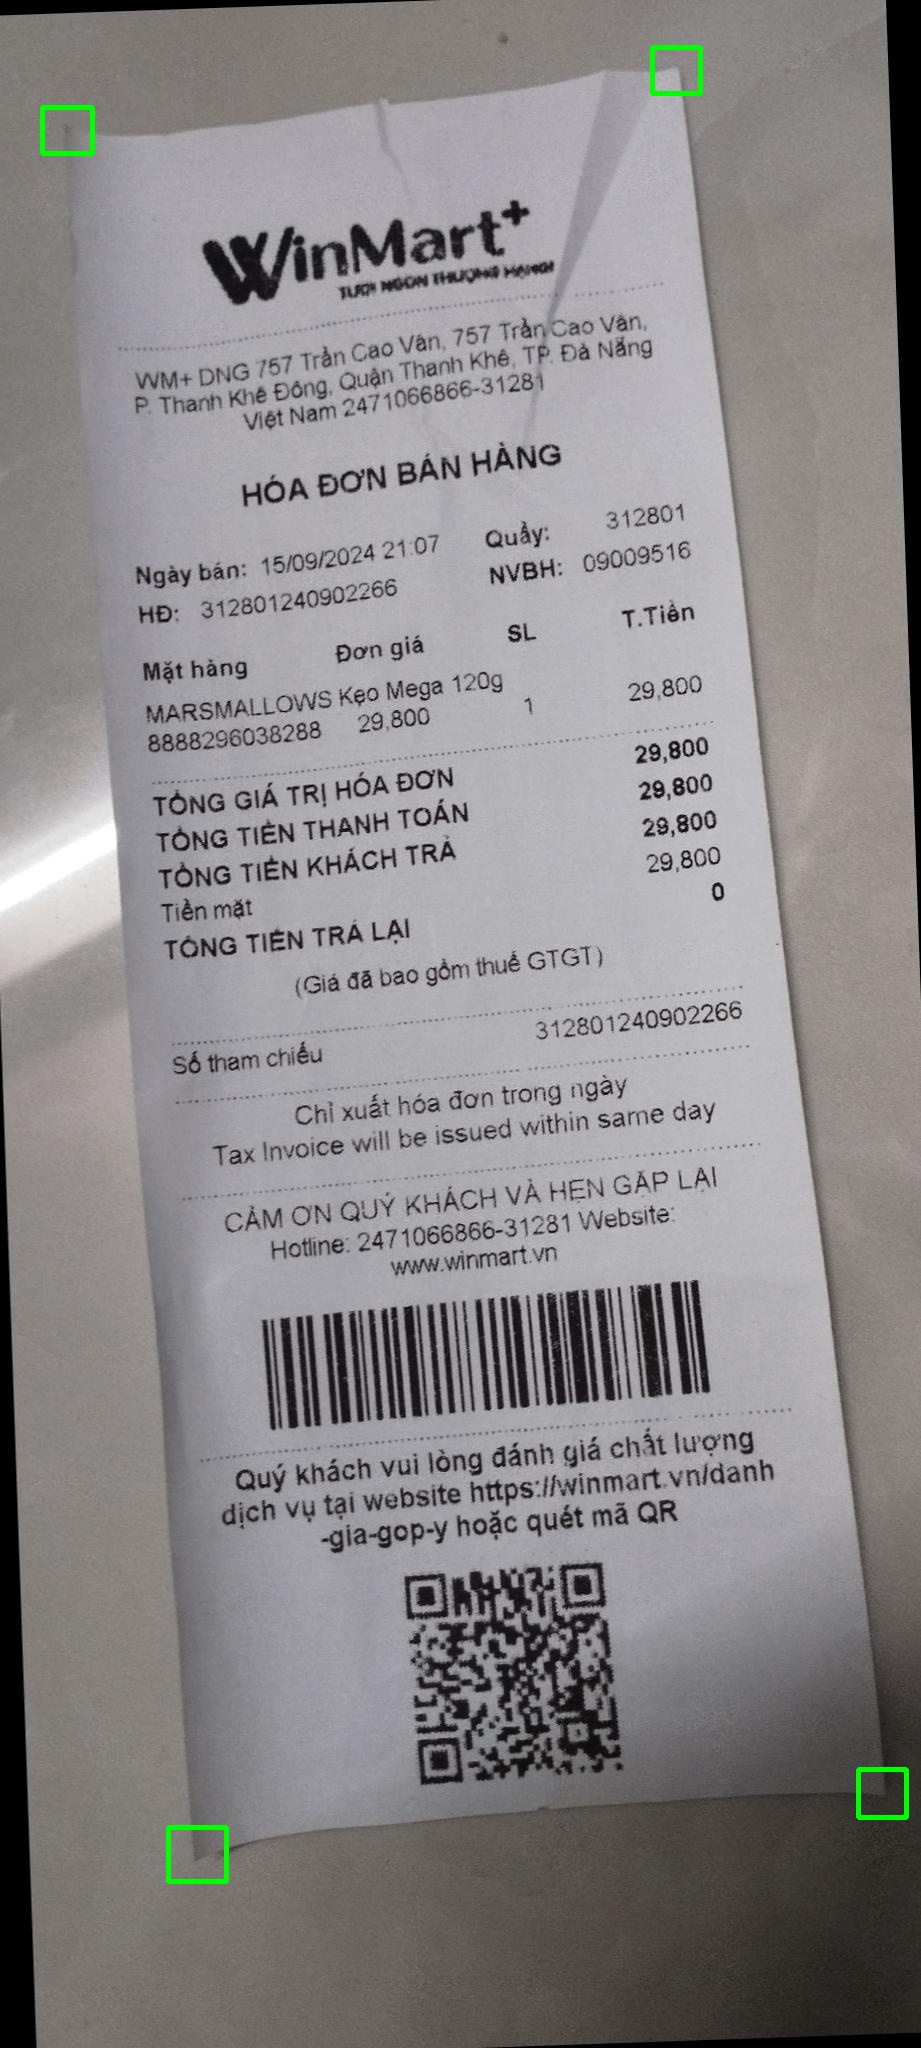 WinMart+
TƯƠI NGON THƯỢNG HẠNG!
WM+ DNG 757 Trần Cao Vân, 757 Trần Cao Vân,
P. Thanh Khê Đông, Quận Thanh Khê, TP. Đà Nẵng
Việt Nam 2471066866-31281
HÓA ĐƠN BÁN HÀNG
Ngày bán: 15/09/2024 21:07 Quầy: 312801
HĐ: 312801240902266 NVBH: 09009516
Mặt hàng Đơn giá SL T.Tiền
MARSMALLOWS Kẹo Mega 120g
8888296038288 29,800 1 29,800
TỔNG GIÁ TRỊ HÓA ĐƠN 29,800
TỔNG TIỀN THANH TOÁN 29,800
TỔNG TIỀN KHÁCH TRẢ 29,800
Tiền mặt 29,800
TỔNG TIỀN TRẢ LẠI 0
(Giá đã bao gồm thuế GTGT)
Số tham chiếu 312801240902266
Chỉ xuất hóa đơn trong ngày
Tax Invoice will be issued within same day
CẢM ƠN QUÝ KHÁCH VÀ HẸN GẶP LẠI
Hotline: 2471066866-31281 Website:
www.winmart.vn
Quý khách vui lòng đánh giá chất lượng
dịch vụ tại website https://winmart.vn/danh
-gia-gop-y hoặc quét mã QR